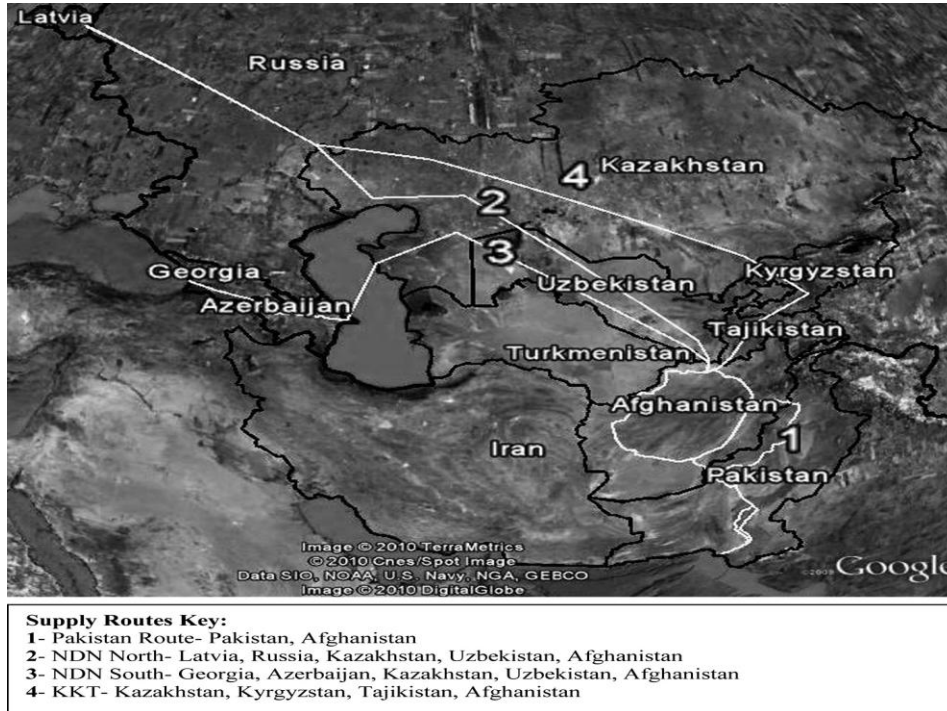 Latvia
Russia
4 Kazakhstan
2
3
Georgia
Kyrgyzstan
Azerbaijan
Uzbekistan
Tajikistan
Turkmenistan
Afghanistan
1
Iran
Pakistan
Image © 2010 TerraMetrics
© 2010 Cnes/Spot Image
Data SIO, NOAA, U.S. Navy, NGA, GEBCO
Image © 2010 DigitalGlobe
©2009 Google
Supply Routes Key:
1- Pakistan Route- Pakistan, Afghanistan
2- NDN North- Latvia, Russia, Kazakhstan, Uzbekistan, Afghanistan
3- NDN South- Georgia, Azerbaijan, Kazakhstan, Uzbekistan, Afghanistan
4- KKT- Kazakhstan, Kyrgyzstan, Tajikistan, Afghanistan